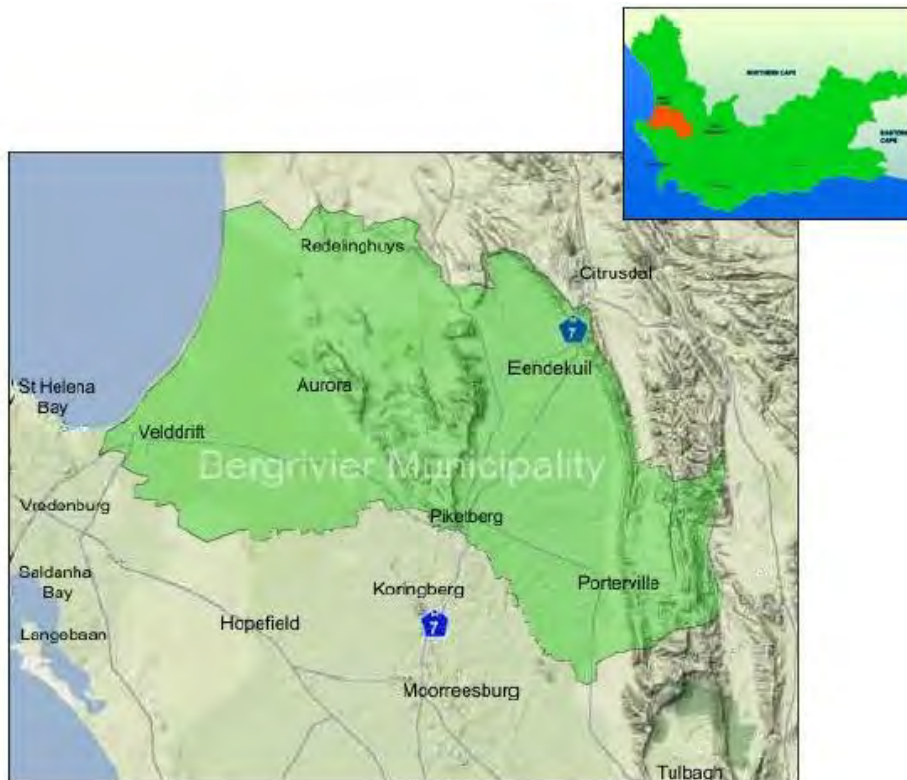 NORTHERN CAPE
EASTERN
CAPE
Redelinghuys
Citrusdal
N
7
Eendekuil
St Helena
Bay
Aurora
Velddrift
Bergrivier Municipality
Vredenburg
Piketberg
Saldanha
Bay
Koringberg
Porterville
N
7
Hopefield
Langebaan
Moorreesburg
Tulbagh